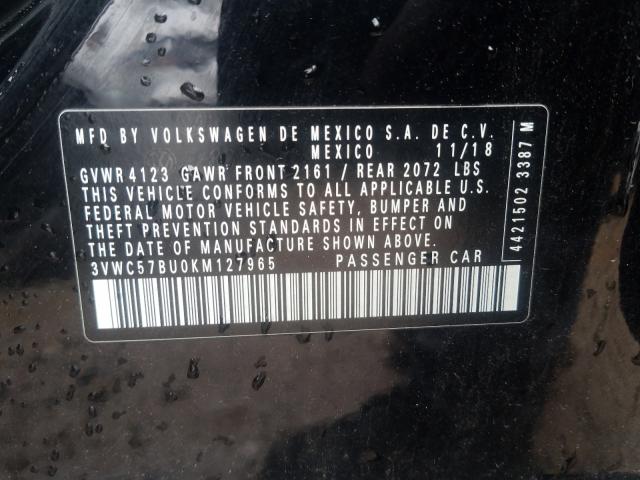 MFD BY VOLKSWAGEN DE MEXICO S.A. DE C.V.
MEXICO 11/18
GVWR 4123 GAWR FRONT 2161 / REAR 2072 LBS
THIS VEHICLE CONFORMS TO ALL APPLICABLE U.S.
FEDERAL MOTOR VEHICLE SAFETY, BUMPER AND
THEFT PREVENTION STANDARDS IN EFFECT ON
THE DATE OF MANUFACTURE SHOWN ABOVE.
3VWC57BU0KM127965 PASSENGER CAR
4421502 3387 M